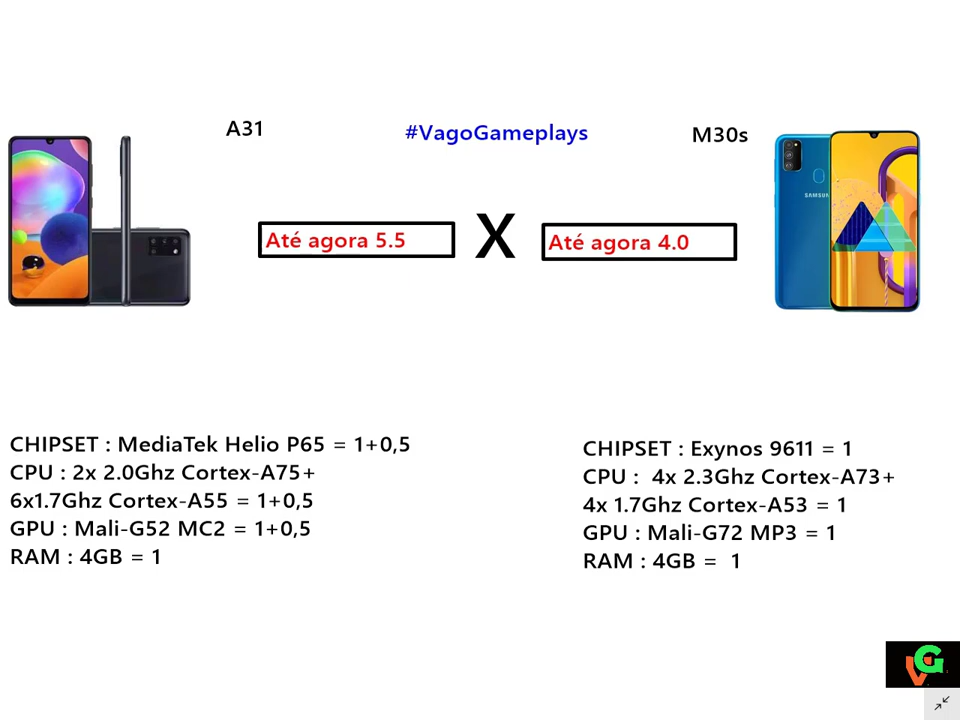 A31
#VagoGameplays
M30s
Até agora 5.5
X
Até agora 4.0
SAMSUNG
CHIPSET : MediaTek Helio P65 = 1+0,5
CPU : 2x 2.0Ghz Cortex-A75+
6x1.7Ghz Cortex-A55 = 1+0,5
GPU : Mali-G52 MC2 = 1+0,5
RAM : 4GB = 1
CHIPSET : Exynos 9611 = 1
CPU :  4x 2.3Ghz Cortex-A73+
4x 1.7Ghz Cortex-A53 = 1
GPU : Mali-G72 MP3 = 1
RAM : 4GB =  1
VG